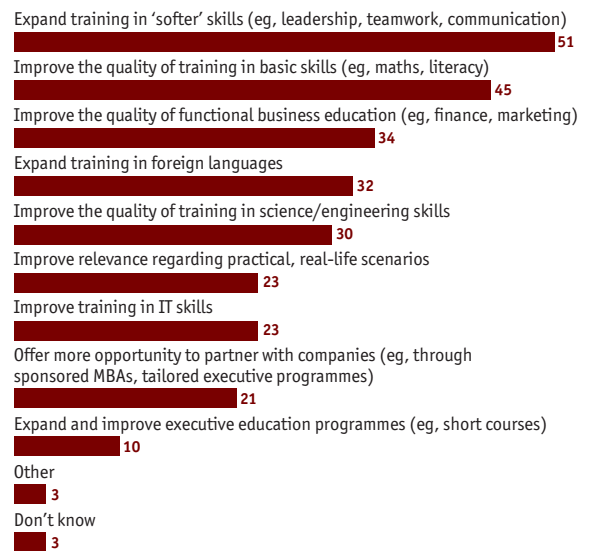 Expand training in ‘softer’ skills (eg, leadership, teamwork, communication)
51
Improve the quality of training in basic skills (eg, maths, literacy)
45
Improve the quality of functional business education (eg, finance, marketing)
34
Expand training in foreign languages
32
Improve the quality of training in science/engineering skills
30
Improve relevance regarding practical, real-life scenarios
23
Improve training in IT skills
23
Offer more opportunity to partner with companies (eg, through
sponsored MBAs, tailored executive programmes)
21
Expand and improve executive education programmes (eg, short courses)
10
Other
3
Don’t know
3